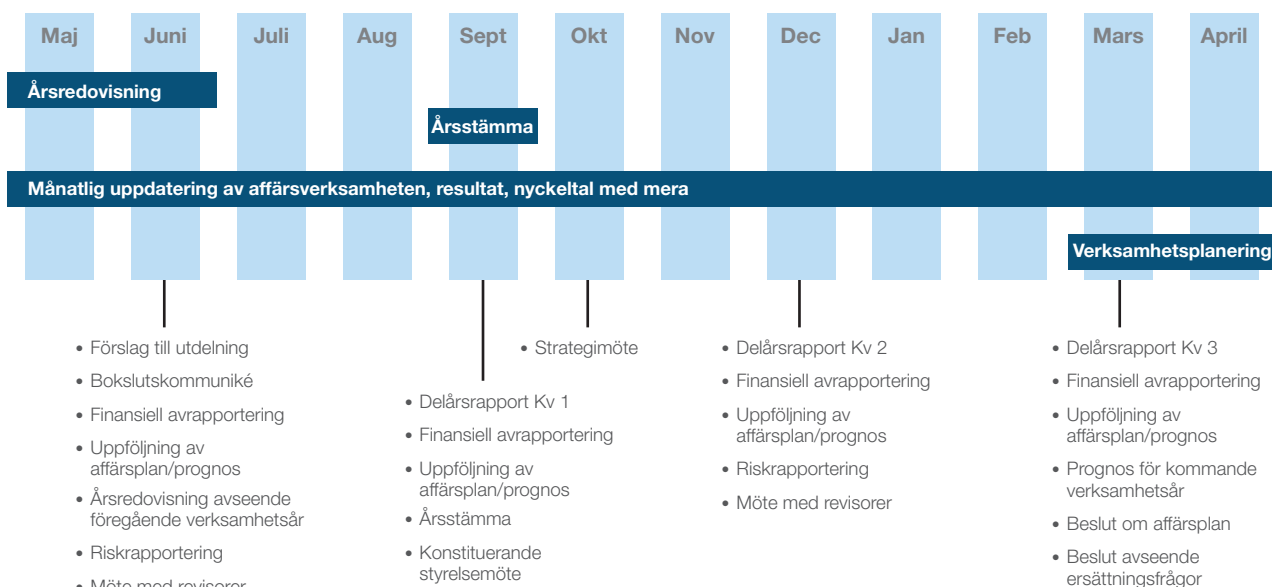 Maj Juni Juli Aug Sept Okt Nov Dec Jan Feb Mars April
Årsredovisning
Årsstämma
Månatlig uppdatering av affärsverksamheten, resultat, nyckeltal med mera
Verksamhetsplanering
• Förslag till utdelning
• Bokslutskommuniké
• Finansiell avrapportering
• Uppföljning av
affärsplan/prognos
• Årsredovisning avseende
föregående verksamhetsår
• Riskrapportering
• Möte med revisorer
• Delårsrapport Kv 1
• Finansiell avrapportering
• Uppföljning av
affärsplan/prognos
• Årsstämma
• Konstituerande
styrelsemöte
• Strategimöte
• Delårsrapport Kv 2
• Finansiell avrapportering
• Uppföljning av
affärsplan/prognos
• Riskrapportering
• Möte med revisorer
• Delårsrapport Kv 3
• Finansiell avrapportering
• Uppföljning av
affärsplan/prognos
• Prognos för kommande
verksamhetsår
• Beslut om affärsplan
• Beslut avseende
ersättningsfrågor